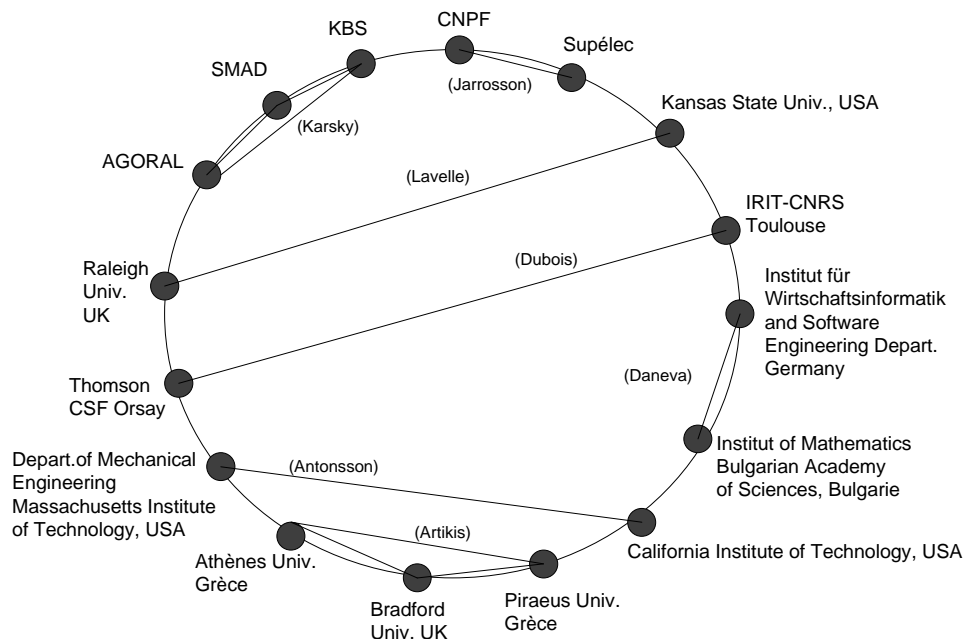 CNPF
KBS
Supélec
SMAD
(Jarrosson)
Kansas State Univ., USA
(Karsky)
AGORAL
(Lavelle)
IRIT-CNRS
Toulouse
(Dubois)
Raleigh
Univ.
UK
Institut für
Wirtschaftsinformatik
and Software
Engineering Depart.
Germany
(Daneva)
Thomson
CSF Orsay
Institut of Mathematics
Bulgarian Academy
of Sciences, Bulgarie
Depart.of Mechanical
Engineering
Massachusetts Institute
of Technology, USA
(Antonsson)
(Artikis)
California Institute of Technology, USA
Athènes Univ.
Grèce
Bradford
Univ. UK
Piraeus Univ.
Grèce